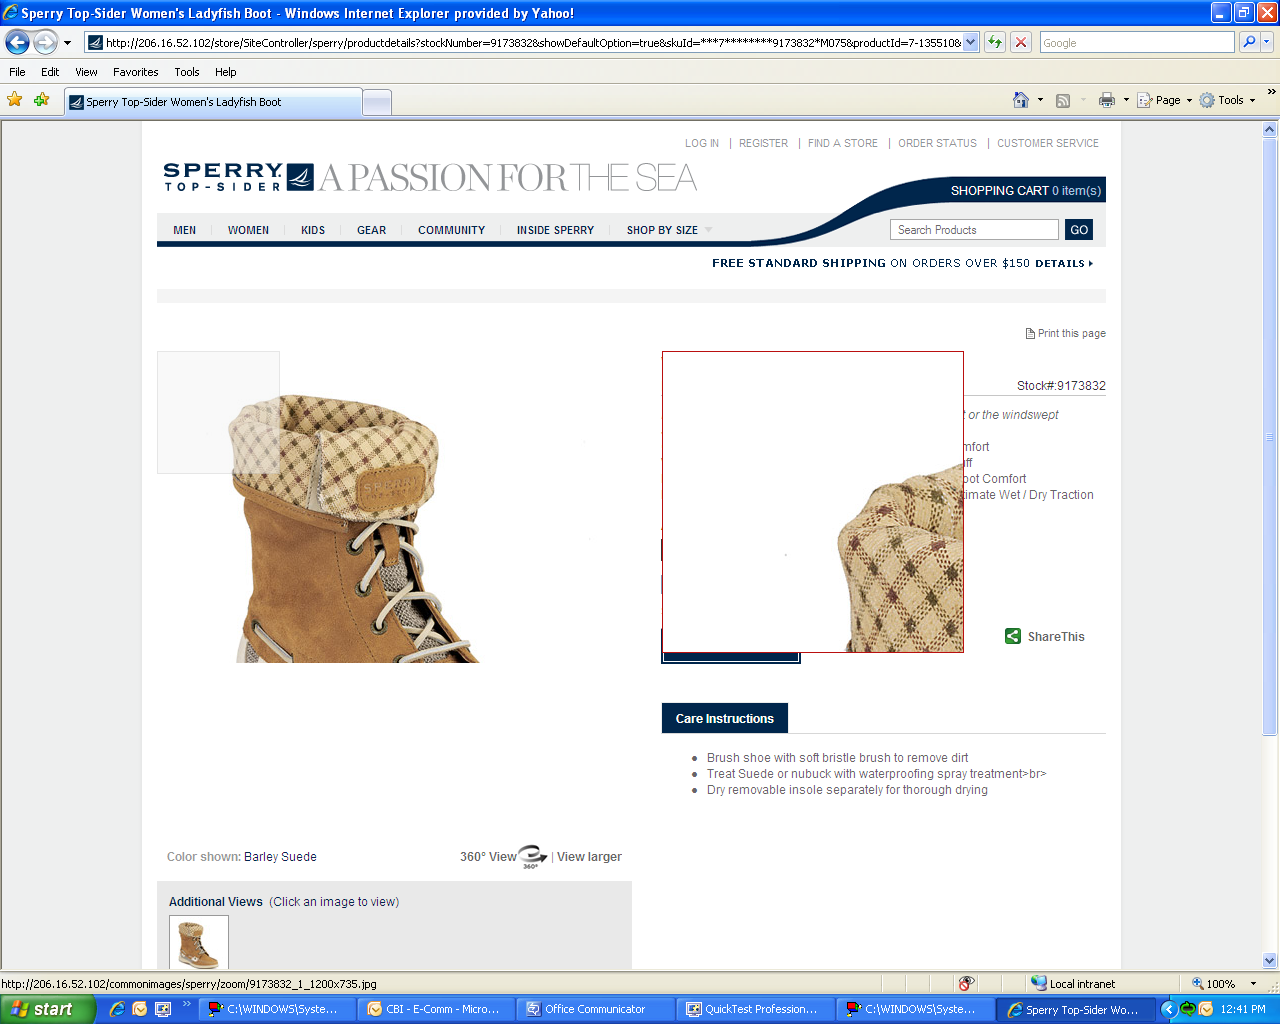 Sperry Top-Sider Women's Ladyfish Boot - Windows Internet Explorer provided by Yahoo!
http://206.16.52.102/store/SiteController/sperry/productdetails?stockNumber=9173832&showDefaultOption=true&skuId=***7********9173832*M075&productId=7-135510&
Google
File Edit View Favorites Tools Help
Sperry Top-Sider Women's Ladyfish Boot
Page Tools
LOG IN | REGISTER | FIND A STORE | ORDER STATUS | CUSTOMER SERVICE
SPERRY
TOP-SIDER
A PASSION FOR THE SEA
SHOPPING CART 0 item(s)
MEN WOMEN KIDS GEAR COMMUNITY INSIDE SPERRY SHOP BY SIZE
Search Products GO
FREE STANDARD SHIPPING ON ORDERS OVER $150 DETAILS
Print this page
Stock#:9173832
t or the windswept
mfort
ff
oot Comfort
timate Wet / Dry Traction
SPERRY
ShareThis
Care Instructions
• Brush shoe with soft bristle brush to remove dirt
• Treat Suede or nubuck with waterproofing spray treatment>br>
• Dry removable insole separately for thorough drying
Color shown: Barley Suede
360° View 360° | View larger
Additional Views (Click an image to view)
http://206.16.52.102/commonimages/sperry/zoom/9173832_1_1200x735.jpg
Local intranet
100%
start
C:\WINDOWS\Syste...
CBI - E-Comm - Micro...
Office Communicator
QuickTest Profession...
C:\WINDOWS\Syste...
Sperry Top-Sider Wo...
12:41 PM